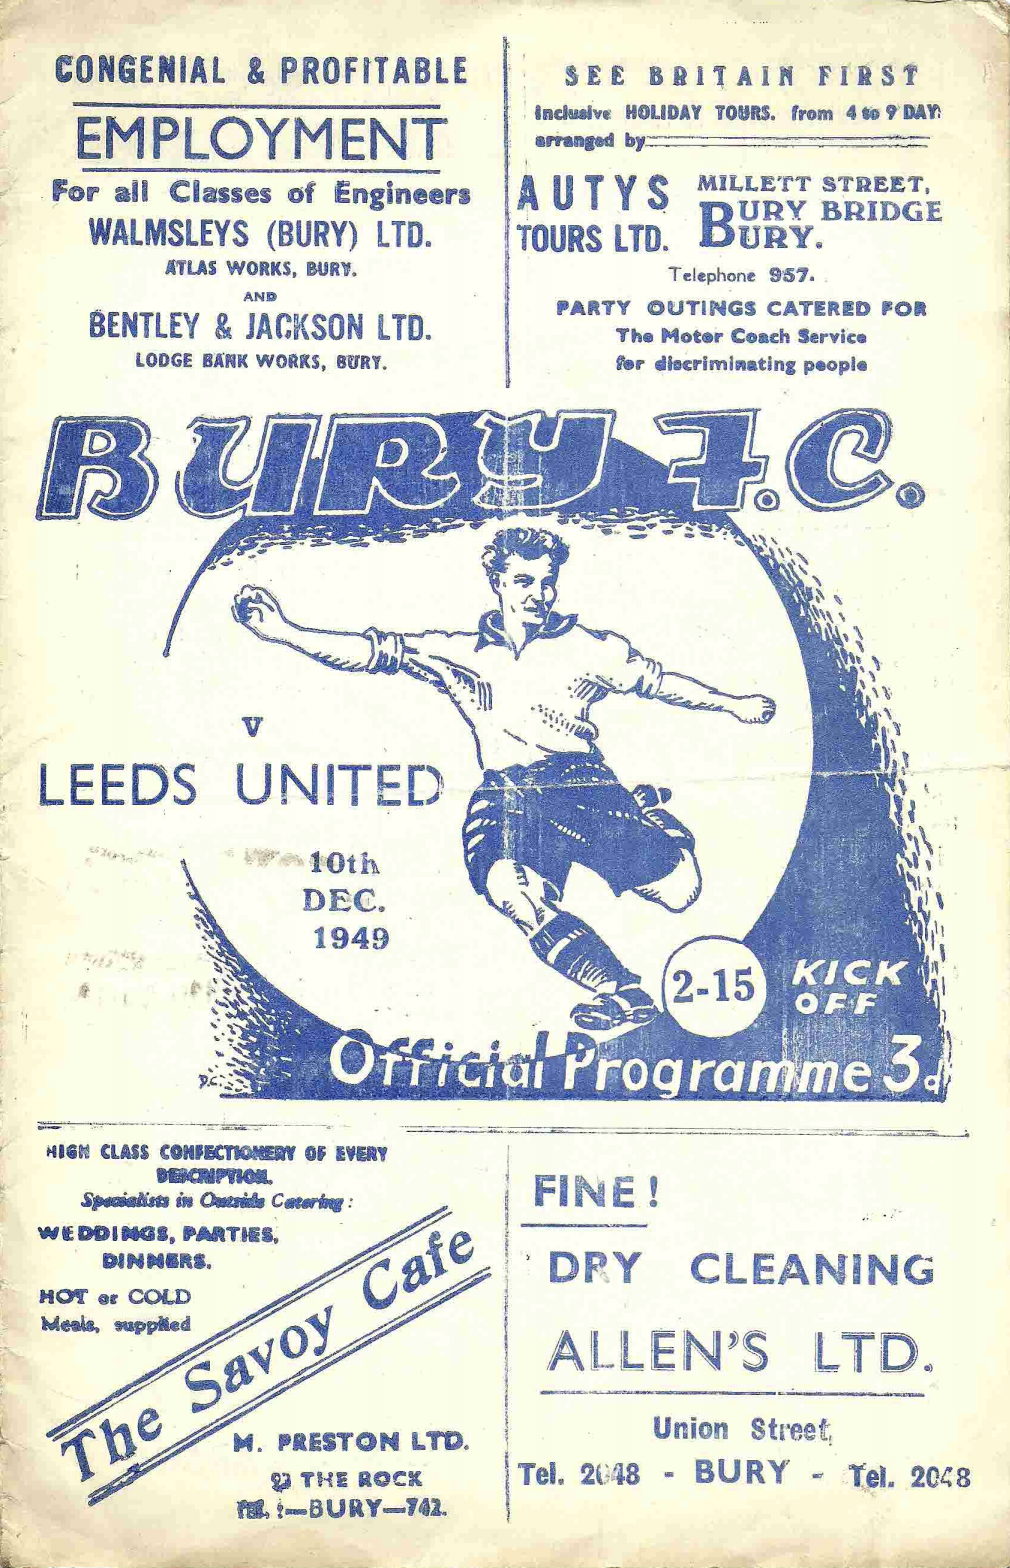 CONGENIAL & PROFITABLE
EMPLOYMENT
For all Classes of Engineers
WALMSLEYS (BURY) LTD.
ATLAS WORKS, BURY.
AND
BENTLEY & JACKSON LTD.
LODGE BANK WORKS, BURY.
SEE BRITAIN FIRST
Inclusive HOLIDAY TOURS. from 4 to 9 DAYS
arranged by
AUTYS
TOURS LTD.
MILLETT STREET,
BURY BRIDGE
BURY.
Telephone 957.
PARTY OUTINGS CATERED FOR
The Motor Coach Service
for discriminating people
BURY F.C.
v
LEEDS UNITED
10th
DEC.
1949
2-15
KICK
OFF
Official Programme 3d.
HIGH CLASS CONFECTIONERY OF EVERY
DESCRIPTION.
Specialists in Outside Catering:
WEDDINGS, PARTIES,
DINNERS.
HOT or COLD
Meals, supplied
The Savoy Cafe
M. PRESTON LTD.
THE ROCK
TEL. :—BURY—742.
FINE!
DRY CLEANING
ALLEN'S LTD.
Union Street,
Tel. 2048 - BURY - Tel. 2048